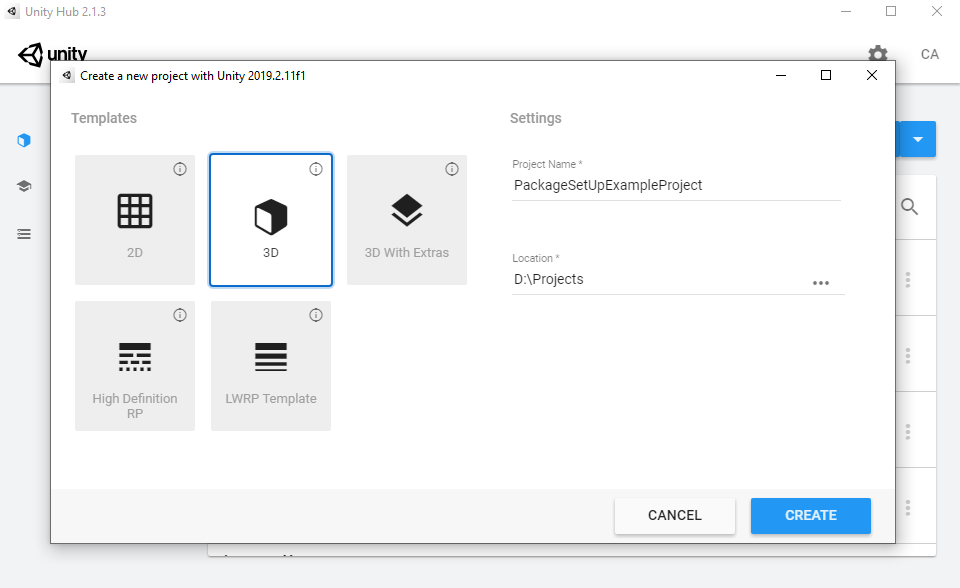 Unity Hub 2.1.3
unity
CA
Create a new project with Unity 2019.2.11f1
Templates
Settings
2D
3D
3D With Extras
High Definition
RP
LWRP Template
Project Name *
PackageSetUpExampleProject
Location *
D:\Projects
CANCEL
CREATE